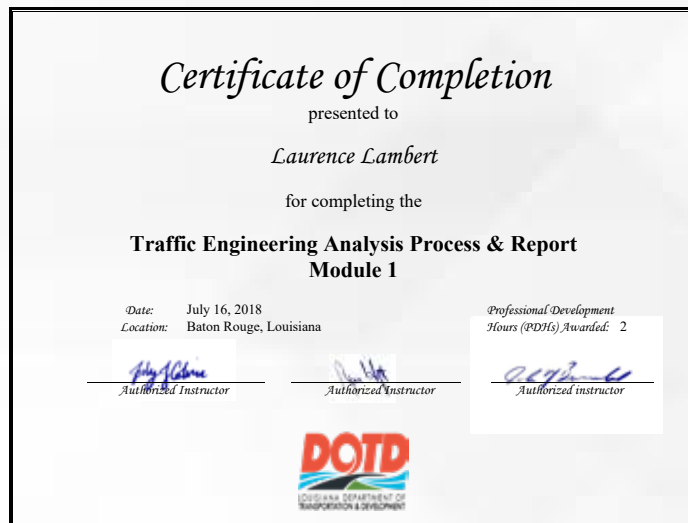 Certificate of Completion
presented to
Laurence Lambert
for completing the
Traffic Engineering Analysis Process & Report
Module 1
Date: July 16, 2018
Location: Baton Rouge, Louisiana
Professional Development
Hours (PDHs) Awarded: 2
Authorized Instructor
Authorized Instructor
Authorized instructor
DOTD
LOUISIANA DEPARTMENT OF
TRANSPORTATION & DEVELOPMENT